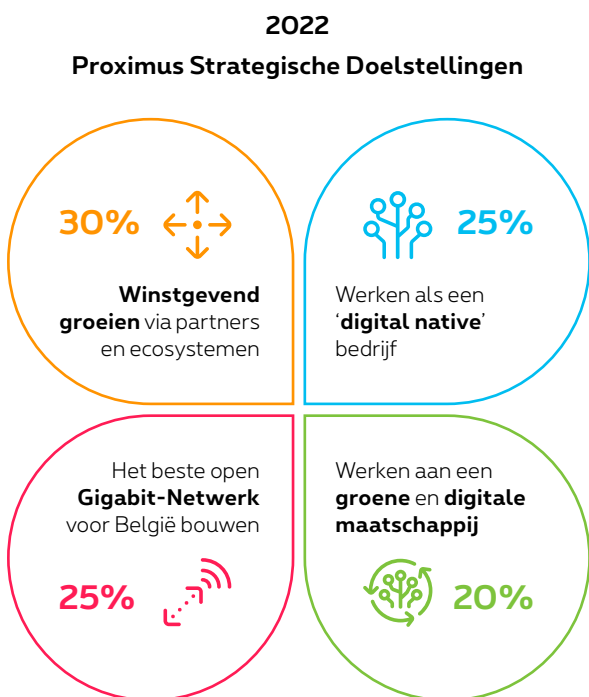 2022
Proximus Strategische Doelstellingen
30%
Winstgevend
groeien via partners
en ecosystemen
25%
Werken als een
‘digital native’
bedrijf
Het beste open
Gigabit-Netwerk
voor België bouwen
25%
Werken aan een
groene en digitale
maatschappij
20%